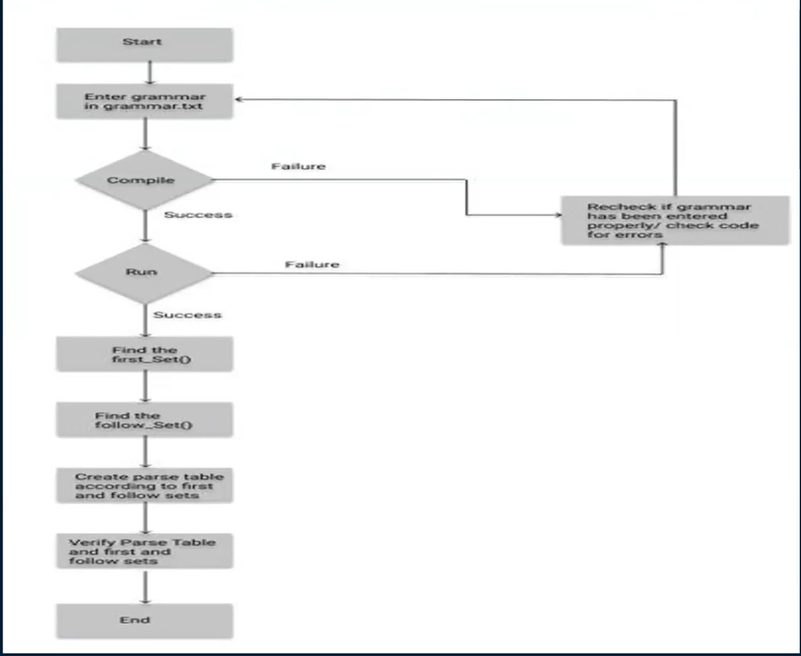 Start
Enter grammar
in grammar.txt
Compile
Failure
Success
Recheck if grammar
has been entered
properly/ check code
for errors
Run
Failure
Success
Find the
first_Set()
Find the
follow_Set()
Create parse table
according to first
and follow sets
Verify Parse Table
and first and
follow sets
End